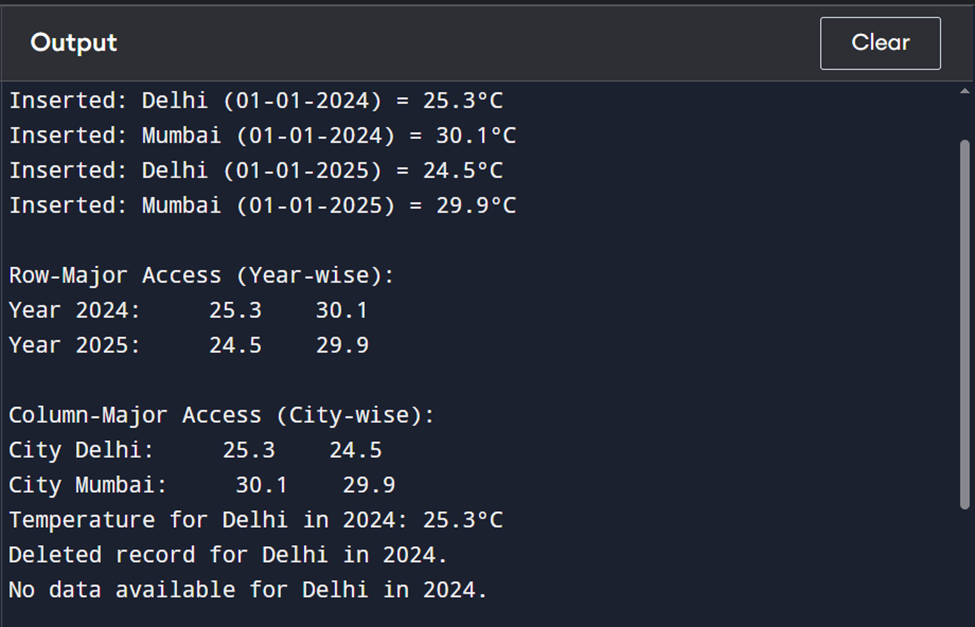 Output
Clear
Inserted: Delhi (01-01-2024) = 25.3°C
Inserted: Mumbai (01-01-2024) = 30.1°C
Inserted: Delhi (01-01-2025) = 24.5°C
Inserted: Mumbai (01-01-2025) = 29.9°C
Row-Major Access (Year-wise):
Year 2024:     25.3    30.1
Year 2025:     24.5    29.9
Column-Major Access (City-wise):
City Delhi:     25.3    24.5
City Mumbai:     30.1    29.9
Temperature for Delhi in 2024: 25.3°C
Deleted record for Delhi in 2024.
No data available for Delhi in 2024.